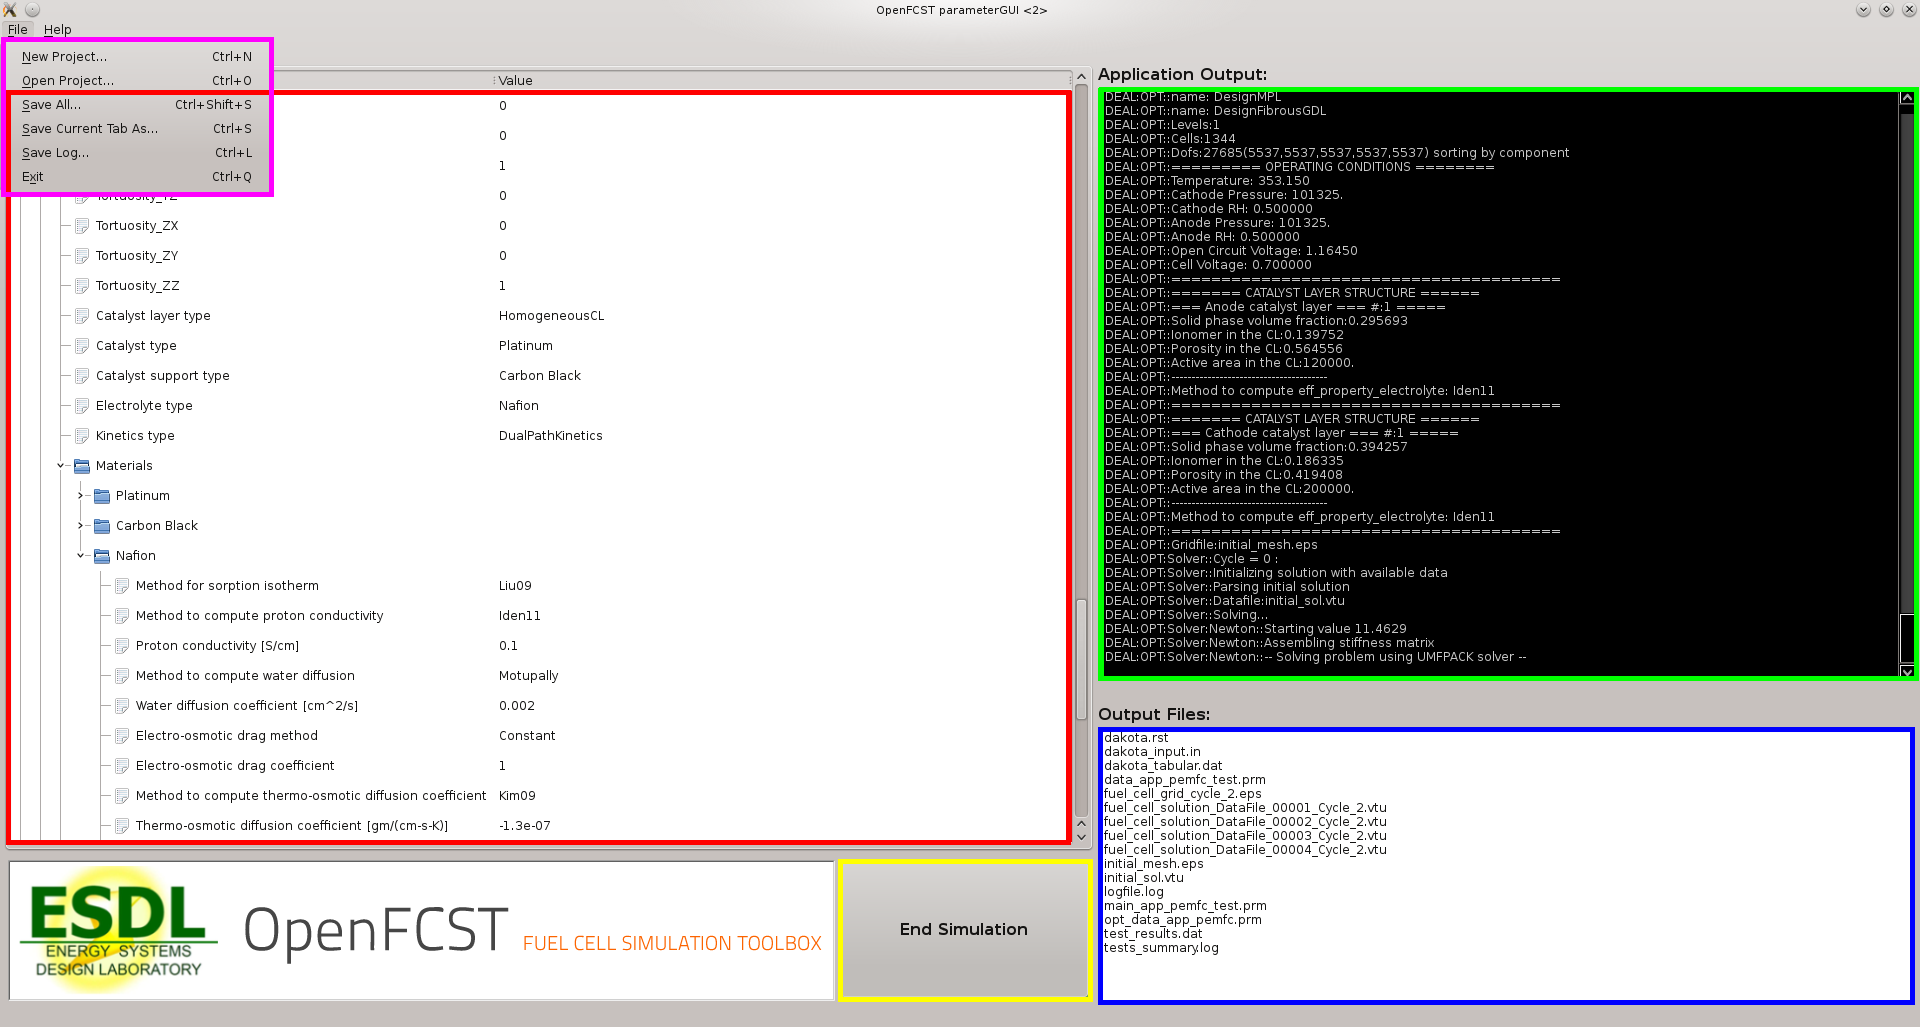 OpenFCST parameterGUI <2>
File Help
New Project... Ctrl+N
Open Project... Ctrl+O
Save All... Ctrl+Shift+S
Save Current Tab As... Ctrl+S
Save Log... Ctrl+L
Exit Ctrl+Q
Value
0
0
1
0
Tortuosity_ZX 0
Tortuosity_ZY 0
Tortuosity_ZZ 1
Catalyst layer type HomogeneousCL
Catalyst type Platinum
Catalyst support type Carbon Black
Electrolyte type Nafion
Kinetics type DualPathKinetics
Materials
Platinum
Carbon Black
Nafion
Method for sorption isotherm Liu09
Method to compute proton conductivity Iden11
Proton conductivity [S/cm] 0.1
Method to compute water diffusion Motupally
Water diffusion coefficient [cm^2/s] 0.002
Electro-osmotic drag method Constant
Electro-osmotic drag coefficient 1
Method to compute thermo-osmotic diffusion coefficient Kim09
Thermo-osmotic diffusion coefficient [gm/(cm-s-K)] -1.3e-07
ESDL
ENERGY SYSTEMS
DESIGN LABORATORY
OpenFCST FUEL CELL SIMULATION TOOLBOX
End Simulation
Application Output:
DEAL:OPT::name: DesignMPL
DEAL:OPT::name: DesignFibrousGDL
DEAL:OPT::Levels:1
DEAL:OPT::Cells:1344
DEAL:OPT::Dofs:27685(5537,5537,5537,5537,5537) sorting by component
DEAL:OPT::========= OPERATING CONDITIONS ========
DEAL:OPT::Temperature: 353.150
DEAL:OPT::Cathode Pressure: 101325.
DEAL:OPT::Cathode RH: 0.500000
DEAL:OPT::Anode Pressure: 101325.
DEAL:OPT::Anode RH: 0.500000
DEAL:OPT::Open Circuit Voltage: 1.16450
DEAL:OPT::Cell Voltage: 0.700000
DEAL:OPT::=======================================
DEAL:OPT::======= CATALYST LAYER STRUCTURE ======
DEAL:OPT::=== Anode catalyst layer === #:1 =====
DEAL:OPT::Solid phase volume fraction:0.295693
DEAL:OPT::Ionomer in the CL:0.139752
DEAL:OPT::Porosity in the CL:0.564556
DEAL:OPT::Active area in the CL:120000.
DEAL:OPT::---------------------------------------
DEAL:OPT::Method to compute eff_property_electrolyte: Iden11
DEAL:OPT::=======================================
DEAL:OPT::======= CATALYST LAYER STRUCTURE ======
DEAL:OPT::=== Cathode catalyst layer === #:1 =====
DEAL:OPT::Solid phase volume fraction:0.394257
DEAL:OPT::Ionomer in the CL:0.186335
DEAL:OPT::Porosity in the CL:0.419408
DEAL:OPT::Active area in the CL:200000.
DEAL:OPT::---------------------------------------
DEAL:OPT::Method to compute eff_property_electrolyte: Iden11
DEAL:OPT::=======================================
DEAL:OPT::Gridfile:initial_mesh.eps
DEAL:OPT:Solver::Cycle = 0 :
DEAL:OPT:Solver::Initializing solution with available data
DEAL:OPT:Solver::Parsing initial solution
DEAL:OPT:Solver::Datafile:initial_sol.vtu
DEAL:OPT:Solver::Solving...
DEAL:OPT:Solver:Newton::Starting value 11.4629
DEAL:OPT:Solver:Newton::Assembling stiffness matrix
DEAL:OPT:Solver:Newton::-- Solving problem using UMFPACK solver --
Output Files:
dakota.rst
dakota_input.in
dakota_tabular.dat
data_app_pemfc_test.prm
fuel_cell_grid_cycle_2.eps
fuel_cell_solution_DataFile_00001_Cycle_2.vtu
fuel_cell_solution_DataFile_00002_Cycle_2.vtu
fuel_cell_solution_DataFile_00003_Cycle_2.vtu
fuel_cell_solution_DataFile_00004_Cycle_2.vtu
initial_mesh.eps
initial_sol.vtu
logfile.log
main_app_pemfc_test.prm
opt_data_app_pemfc.prm
test_results.dat
tests_summary.log